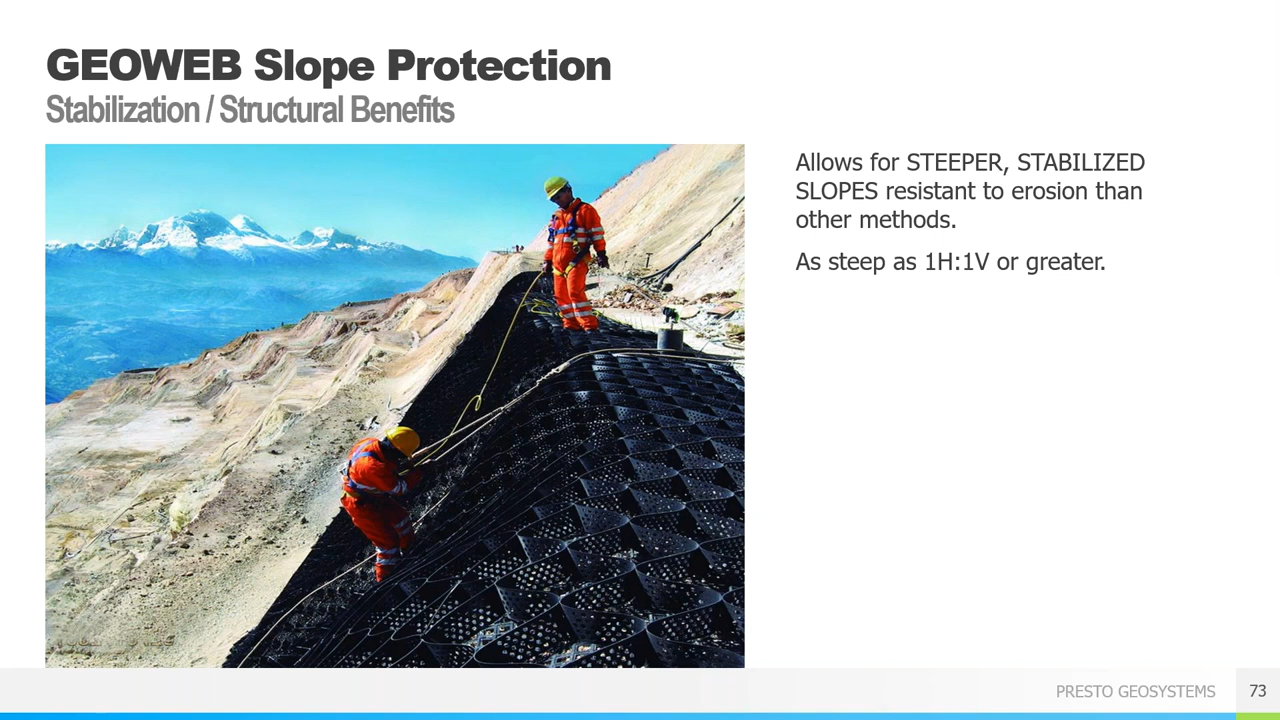 GEOWEB Slope Protection
Stabilization / Structural Benefits
Allows for STEEPER, STABILIZED
SLOPES resistant to erosion than
other methods.
As steep as 1H:1V or greater.
PRESTO GEOSYSTEMS
73